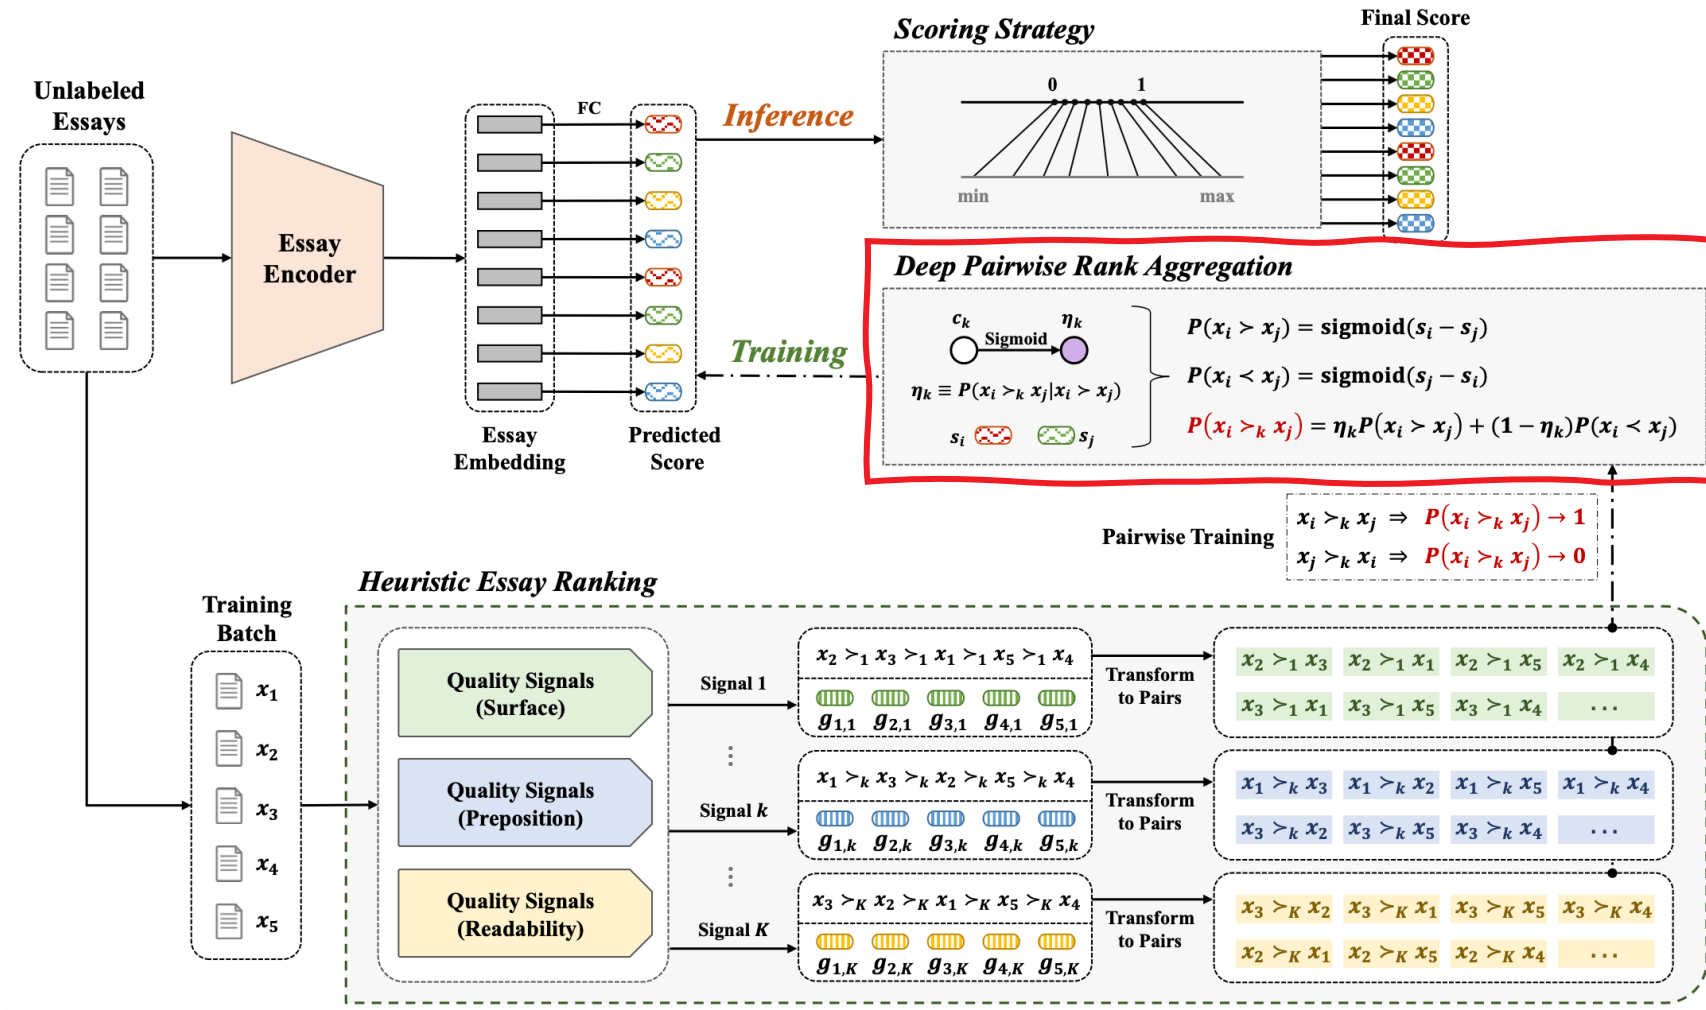 Unlabeled
Essays
Essay
Encoder
FC
Essay
Embedding
Predicted
Score
Inference
Training
Scoring Strategy
0 1
min max
Final Score
Deep Pairwise Rank Aggregation
c_k η_k
Sigmoid
η_k ≡ P(x_i ≻_k x_j|x_i ≻ x_j)
s_i s_j
P(x_i ≻ x_j) = sigmoid(s_i − s_j)
P(x_i ≺ x_j) = sigmoid(s_j − s_i)
P(x_i ≻_k x_j) = η_kP(x_i ≻ x_j) + (1 − η_k)P(x_i ≺ x_j)
Pairwise Training
x_i ≻_k x_j ⇒ P(x_i ≻_k x_j) → 1
x_j ≻_k x_i ⇒ P(x_i ≻_k x_j) → 0
Training
Batch
x_1
x_2
x_3
x_4
x_5
Heuristic Essay Ranking
Quality Signals
(Surface)
Quality Signals
(Preposition)
Quality Signals
(Readability)
Signal 1
⋮
Signal k
⋮
Signal K
x_2 ≻_1 x_3 ≻_1 x_1 ≻_1 x_5 ≻_1 x_4
g_1,1 g_2,1 g_3,1 g_4,1 g_5,1
x_1 ≻_k x_3 ≻_k x_2 ≻_k x_5 ≻_k x_4
g_1,k g_2,k g_3,k g_4,k g_5,k
x_3 ≻_K x_2 ≻_K x_1 ≻_K x_5 ≻_K x_4
g_1,K g_2,K g_3,K g_4,K g_5,K
Transform
to Pairs
Transform
to Pairs
Transform
to Pairs
x_2 ≻_1 x_3 x_2 ≻_1 x_1 x_2 ≻_1 x_5 x_2 ≻_1 x_4
x_3 ≻_1 x_1 x_3 ≻_1 x_5 x_3 ≻_1 x_4 ...
x_1 ≻_k x_3 x_1 ≻_k x_2 x_1 ≻_k x_5 x_1 ≻_k x_4
x_3 ≻_k x_2 x_3 ≻_k x_5 x_3 ≻_k x_4 ...
x_3 ≻_K x_2 x_3 ≻_K x_1 x_3 ≻_K x_5 x_3 ≻_K x_4
x_2 ≻_K x_1 x_2 ≻_K x_5 x_2 ≻_K x_4 ...